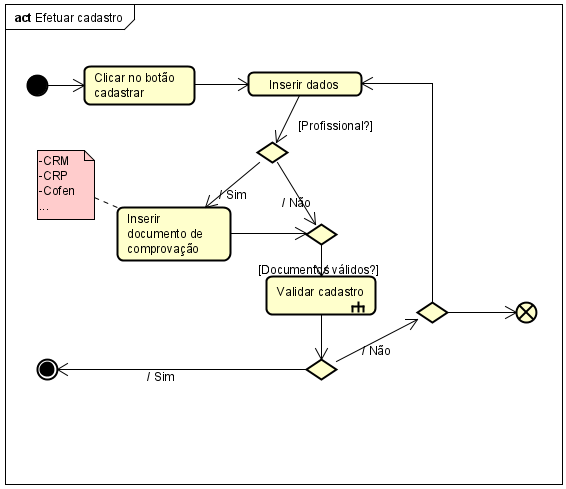 act Efetuar cadastro
Clicar no botão
cadastrar
Inserir dados
[Profissional?]
-CRM
-CRP
-Cofen
...
/ Sim
/ Não
Inserir
documento de
comprovação
[Documentos válidos?]
Validar cadastro
/ Não
/ Sim